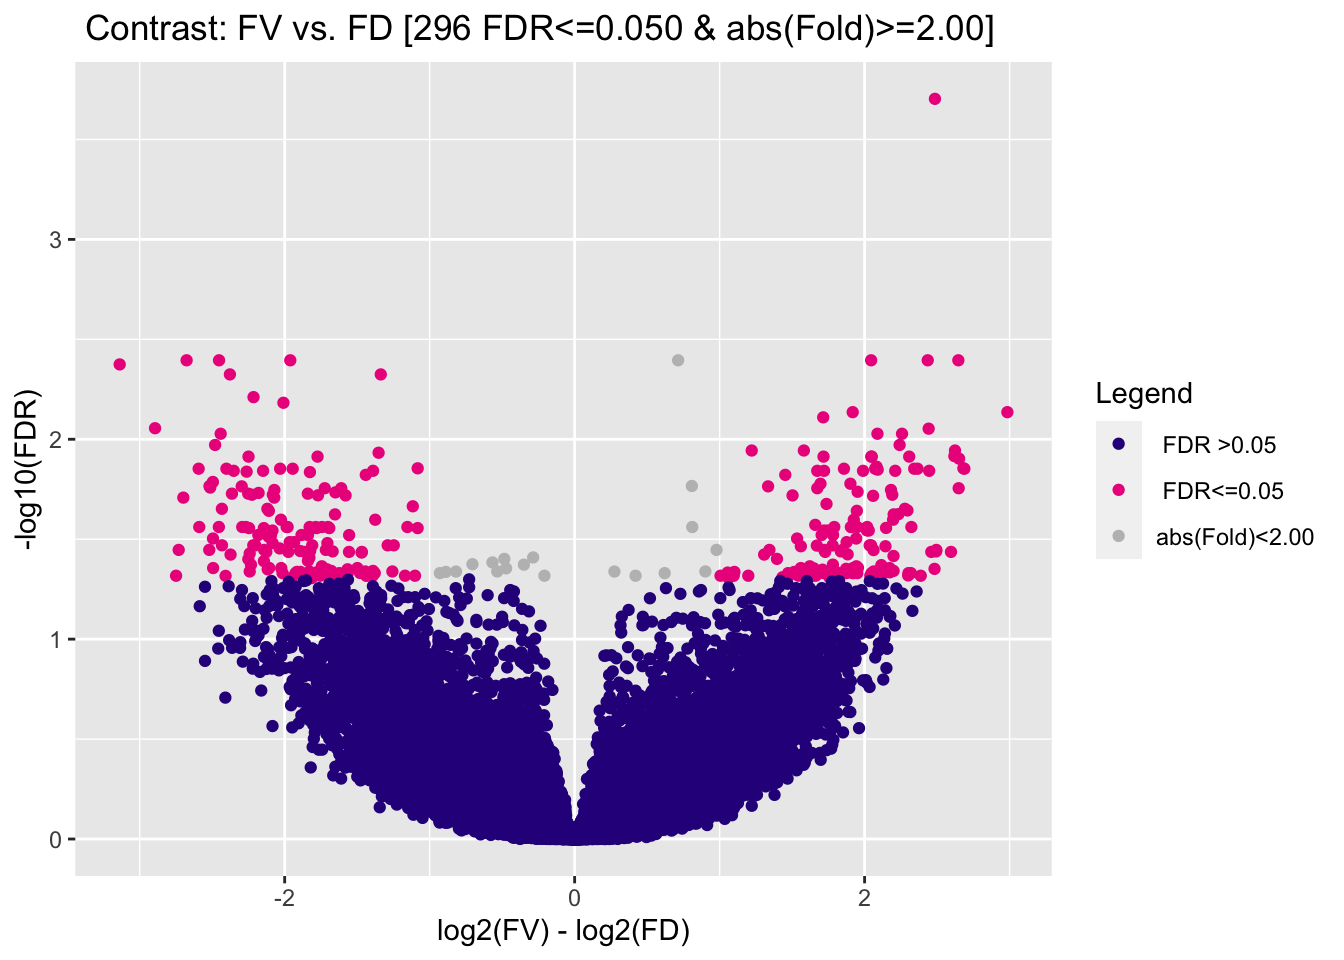 Contrast: FV vs. FD [296 FDR<=0.050 & abs(Fold)>=2.00]
3
2
1
0
-log10(FDR)
-2
0
2
log2(FV) - log2(FD)
Legend
FDR >0.05
FDR<=0.05
abs(Fold)<2.00